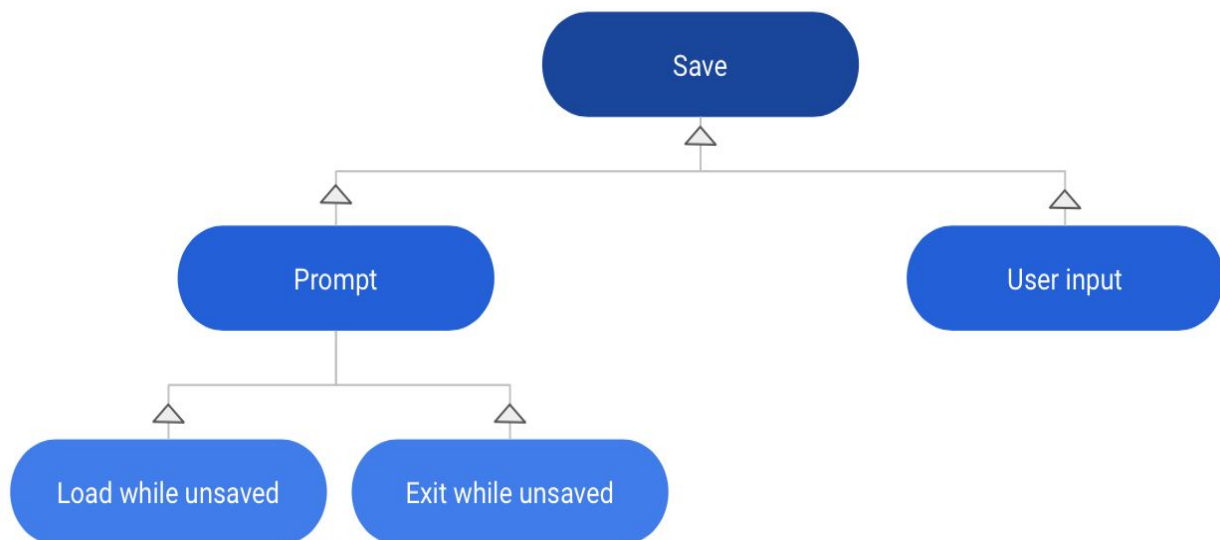 Save
Prompt
User input
Load while unsaved
Exit while unsaved